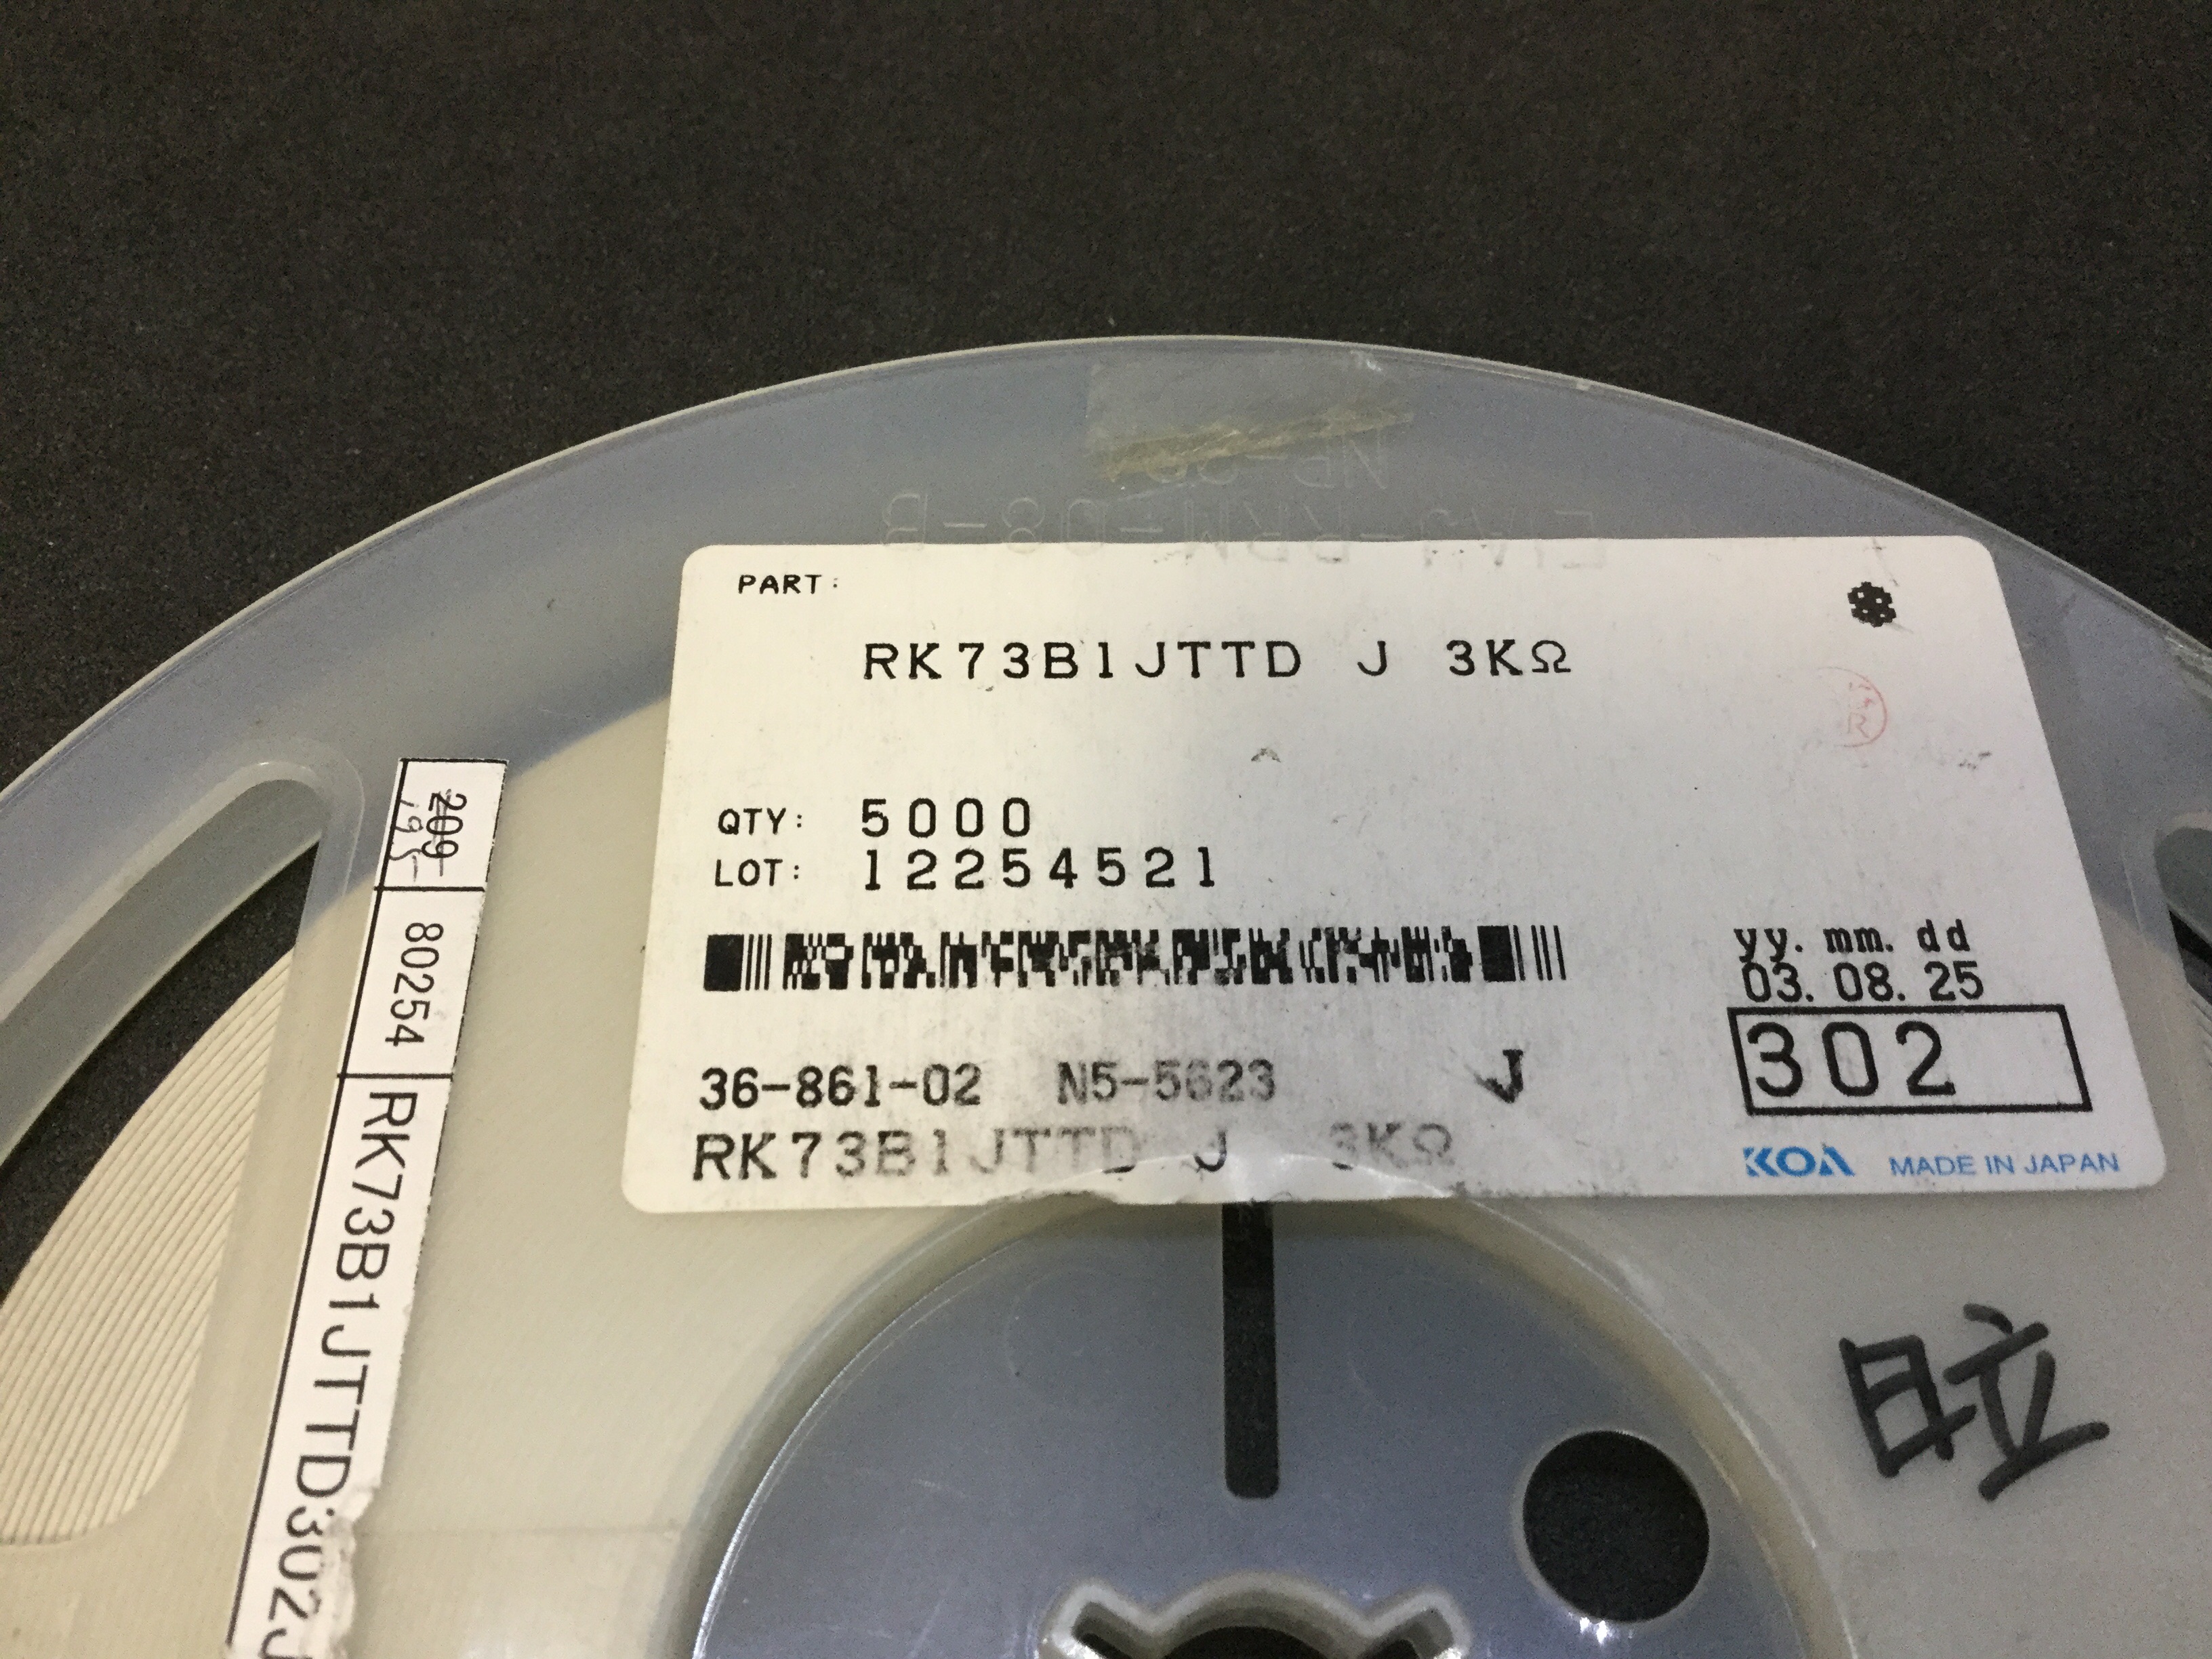 PART:
RK73B1JTTD J 3KΩ
QTY: 5000
LOT: 12254521
yy. mm. dd
03. 08. 25
302
36-861-02 N5-5623 J
RK73B1JTTD J 3KΩ
KOA MADE IN JAPAN
209
195
80254
RK73B1JTTD302J
日立